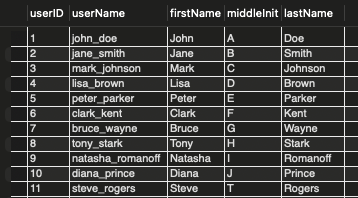 userID userName firstName middleInit lastName
1 john_doe John A Doe
2 jane_smith Jane B Smith
3 mark_johnson Mark C Johnson
4 lisa_brown Lisa D Brown
5 peter_parker Peter E Parker
6 clark_kent Clark F Kent
7 bruce_wayne Bruce G Wayne
8 tony_stark Tony H Stark
9 natasha_romanoff Natasha I Romanoff
10 diana_prince Diana J Prince
11 steve_rogers Steve T Rogers